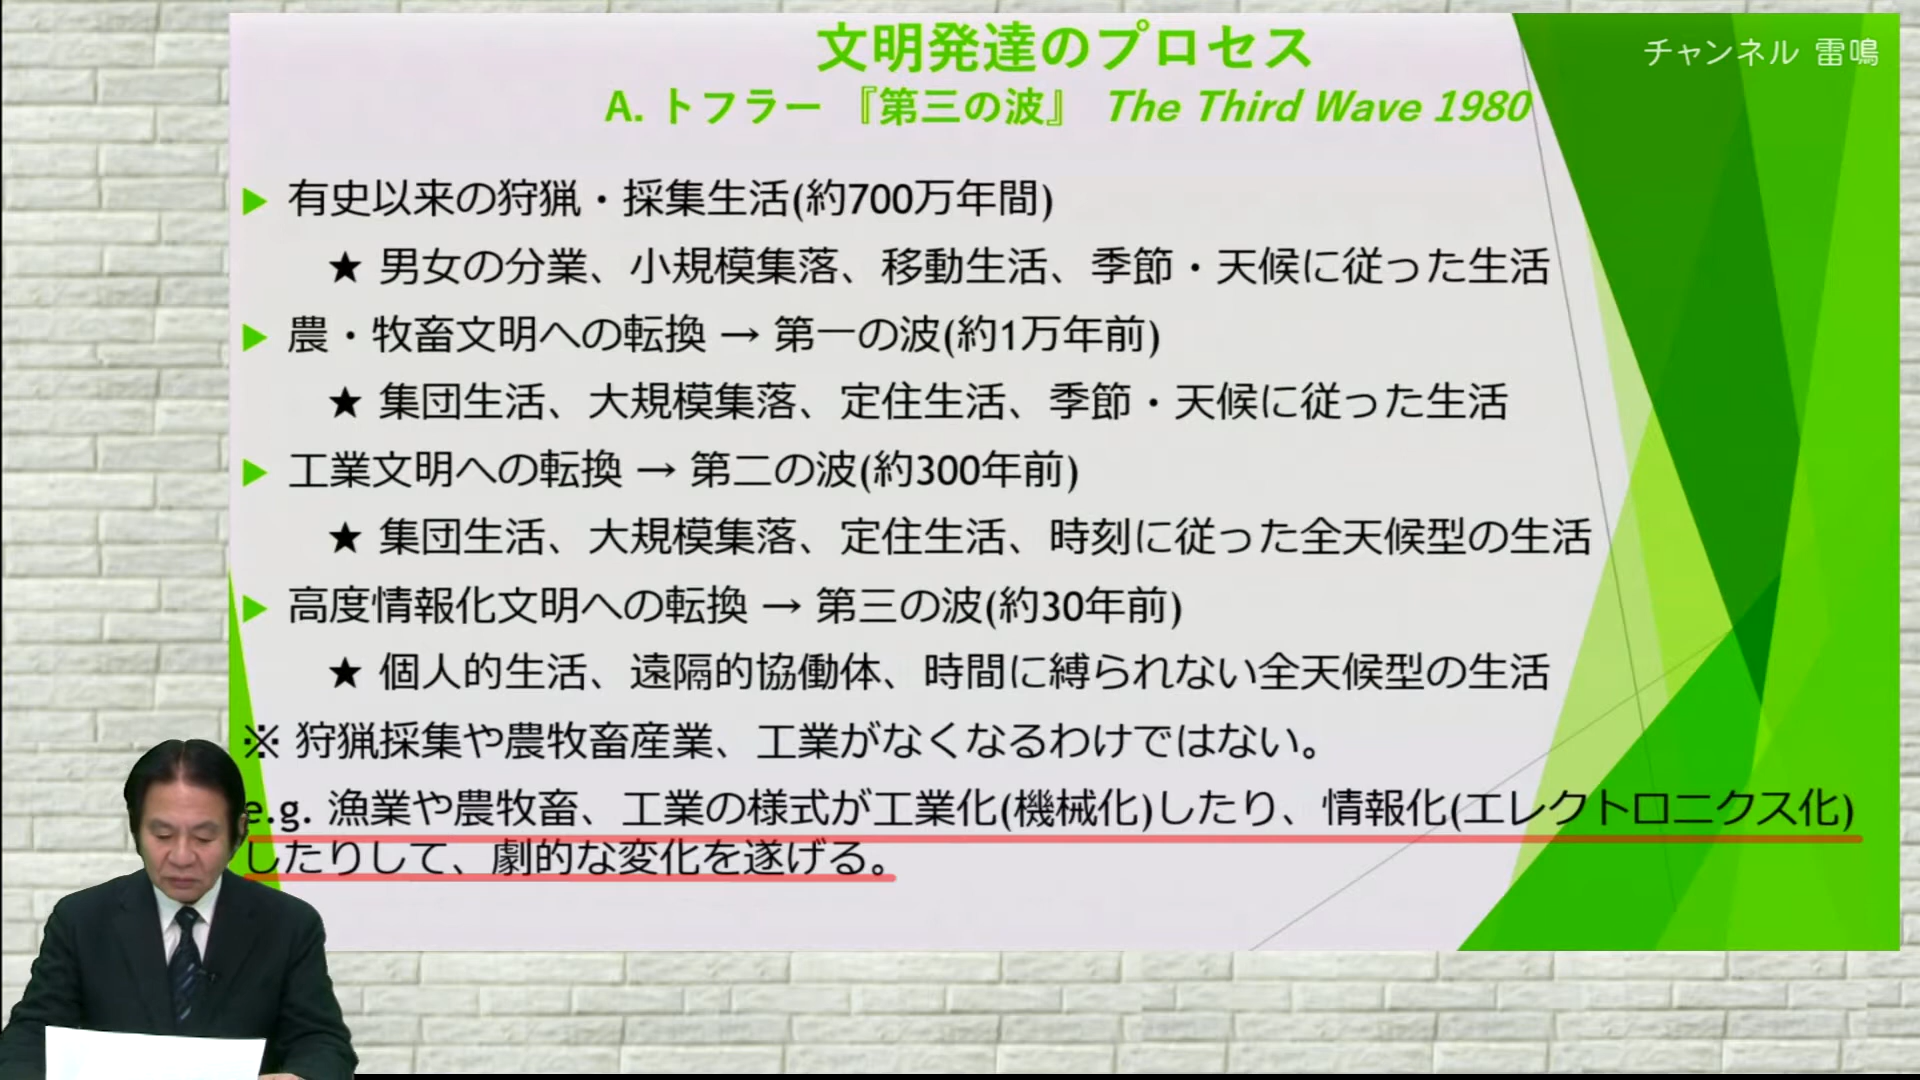 文明発達のプロセス
チャンネル 雷鳴
A. トフラー 『第三の波』 The Third Wave 1980
▶ 有史以来の狩猟・採集生活(約700万年間)
★ 男女の分業、小規模集落、移動生活、季節・天候に従った生活
▶ 農・牧畜文明への転換 → 第一の波(約1万年前)
★ 集団生活、大規模集落、定住生活、季節・天候に従った生活
▶ 工業文明への転換 → 第二の波(約300年前)
★ 集団生活、大規模集落、定住生活、時刻に従った全天候型の生活
▶ 高度情報化文明への転換 → 第三の波(約30年前)
★ 個人的生活、遠隔的協働体、時間に縛られない全天候型の生活
※ 狩猟採集や農牧畜産業、工業がなくなるわけではない。
e.g. 漁業や農牧畜、工業の様式が工業化(機械化)したり、情報化(エレクトロニクス化)
したりして、劇的な変化を遂げる。